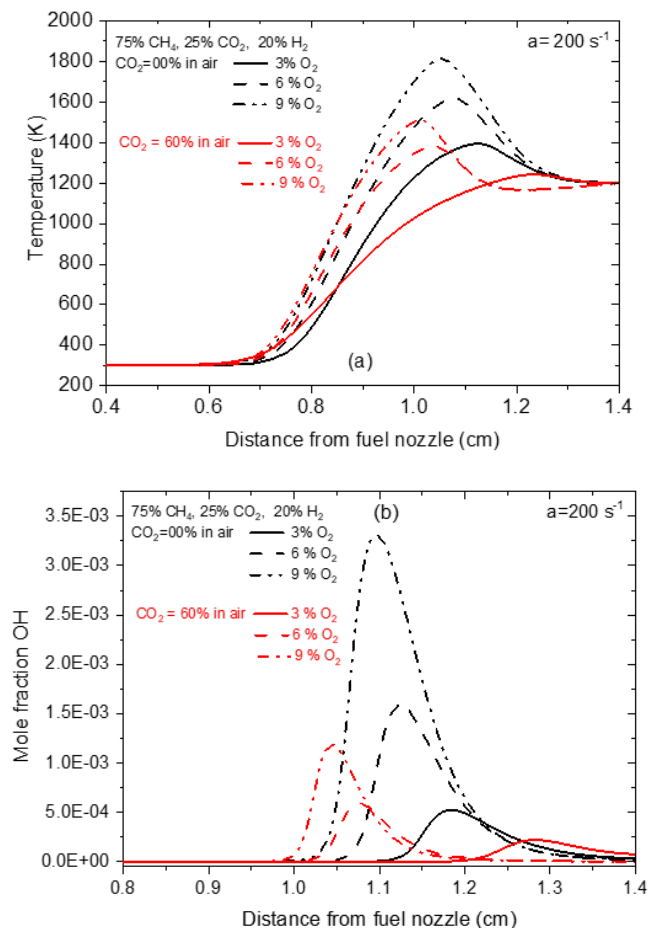 75% CH₄, 25% CO₂, 20% H₂
a= 200 s⁻¹
CO₂=00% in air
3% O₂
6 % O₂
9 % O₂
CO₂ = 60% in air
3 % O₂
6 % O₂
9 % O₂
Temperature (K)
2000
1800
1600
1400
1200
1000
800
600
400
200
(a)
0.4
0.6
0.8
1.0
1.2
1.4
Distance from fuel nozzle (cm)
75% CH₄, 25% CO₂, 20% H₂
(b)
a=200 s⁻¹
CO₂=00% in air
3% O₂
6 % O₂
9 % O₂
CO₂ = 60% in air
3 % O₂
6 % O₂
9 % O₂
Mole fraction OH
3.5E-03
3.0E-03
2.5E-03
2.0E-03
1.5E-03
1.0E-03
5.0E-04
0.0E+00
0.8
0.9
1.0
1.1
1.2
1.3
1.4
Distance from fuel nozzle (cm)